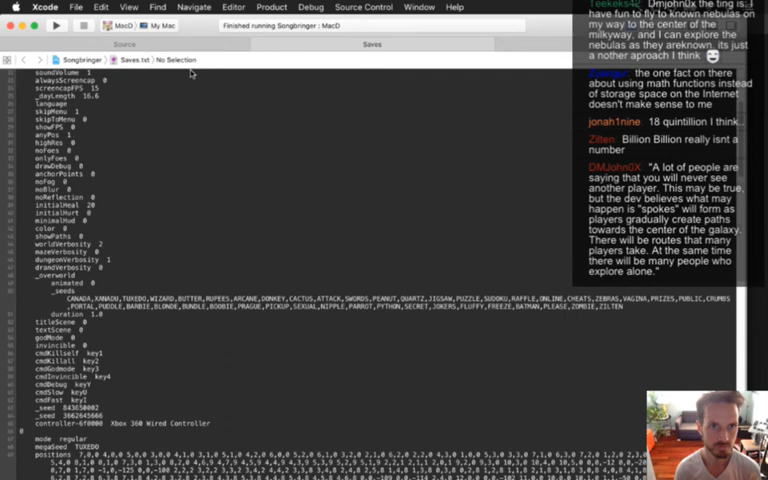 Xcode File Edit View Find Navigate Editor Product Debug Source Control Window Help
MacD My Mac Finished running Songbringer : MacD
Source Saves
Songbringer Saves.txt No Selection
soundVolume 1
alwaysScreencap 0
screencapFPS 15
_dayLength 16.6
language
skipMenu 1
skipToMenu 0
showFPS 0
anyPos 1
highRes 0
noFoes 0
onlyFoes 0
drawDebug 0
anchorPoints 0
noFog 0
noBlur 0
noReflection 0
initialHeal 20
initialHurt 0
minimalHud 0
color 0
showPaths 0
worldVerbosity 2
mazeVerbosity 0
dungeonVerbosity 1
drandVerbosity 0
_overworld
animated 0
_seeds
CANADA,XANADU,TUXEDO,WIZARD,BUTTER,RUPEES,ARCANE,DONKEY,CACTUS,ATTACK,SWORDS,PEANUT,QUARTZ,JIGSAW,PUZZLE,SUDOKU,RAFFLE,ONLINE,CHEATS,ZEBRAS,VAGINA,PRIZES,PUBLIC,CRUMBS
,PORTAL,PUDDLE,BARBIE,BLONDE,BUNDLE,BOOBIE,PRAGUE,PICKUP,SEXUAL,NIPPLE,PARROT,PYTHON,SECRET,JOKERS,FLUFFY,FREEZE,BATMAN,PLEASE,ZOMBIE,ZILTEN
duration 1.0
titleScene 0
textScene 0
godMode 0
invincible 0
cmdKillself key1
cmdKillall key2
cmdGodmode key3
cmdInvincible key4
cmdDebug keyY
cmdSlow keyU
cmdFast keyI
_seed 843650002
_seed 3662645666
controller-6f0000 Xbox 360 Wired Controller
mode regular
megaSeed TUXEDO
positions
Teekeks42 Dmjohn0x the ting is: I
have fun to fly to known nebulas on
my way to the center of the
milkyway, and I can explore the
nebulas as they areknown. its just
a nother aproach I think
the one fact on there
about using math functions instead
of storage space on the Internet
doesn't make sense to me
jonah1nine 18 quintillion I think..
Zilten Billion Billion really isnt a
number
DMJohn0X "A lot of people are
saying that you will never see
another player. This may be true,
but the dev believes what may
happen is "spokes" will form as
players gradually create paths
towards the center of the galaxy.
There will be routes that many
players take. At the same time
there will be many people who
explore alone."